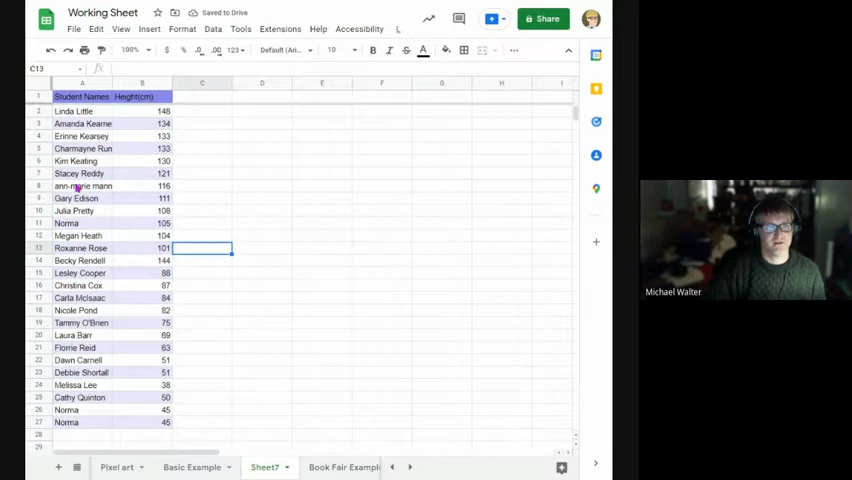 Working Sheet
Saved to Drive
Share
File Edit View Insert Format Data Tools Extensions Help Accessibility L
100% $ % .0 .00 123 Default (Ari... 10 B I S A
C13 fx
A B C D E F G H I
1 Student Names Height(cm)
2 Linda Little 148
3 Amanda Kearne 134
4 Erinne Kearsey 133
5 Charmayne Run 133
6 Kim Keating 130
7 Stacey Reddy 121
8 ann-marie mann 116
9 Gary Edison 111
10 Julia Pretty 108
11 Norma 105
12 Megan Heath 104
13 Roxanne Rose 101
14 Becky Rendell 144
15 Lesley Cooper 88
16 Christina Cox 87
17 Carla McIsaac 84
18 Nicole Pond 82
19 Tammy O'Brien 75
20 Laura Barr 69
21 Florrie Reid 63
22 Dawn Carnell 51
23 Debbie Shortall 51
24 Melissa Lee 38
25 Cathy Quinton 50
26 Norma 45
27 Norma 45
28
29
Pixel art Basic Example Sheet7 Book Fair Exampl
Michael Walter